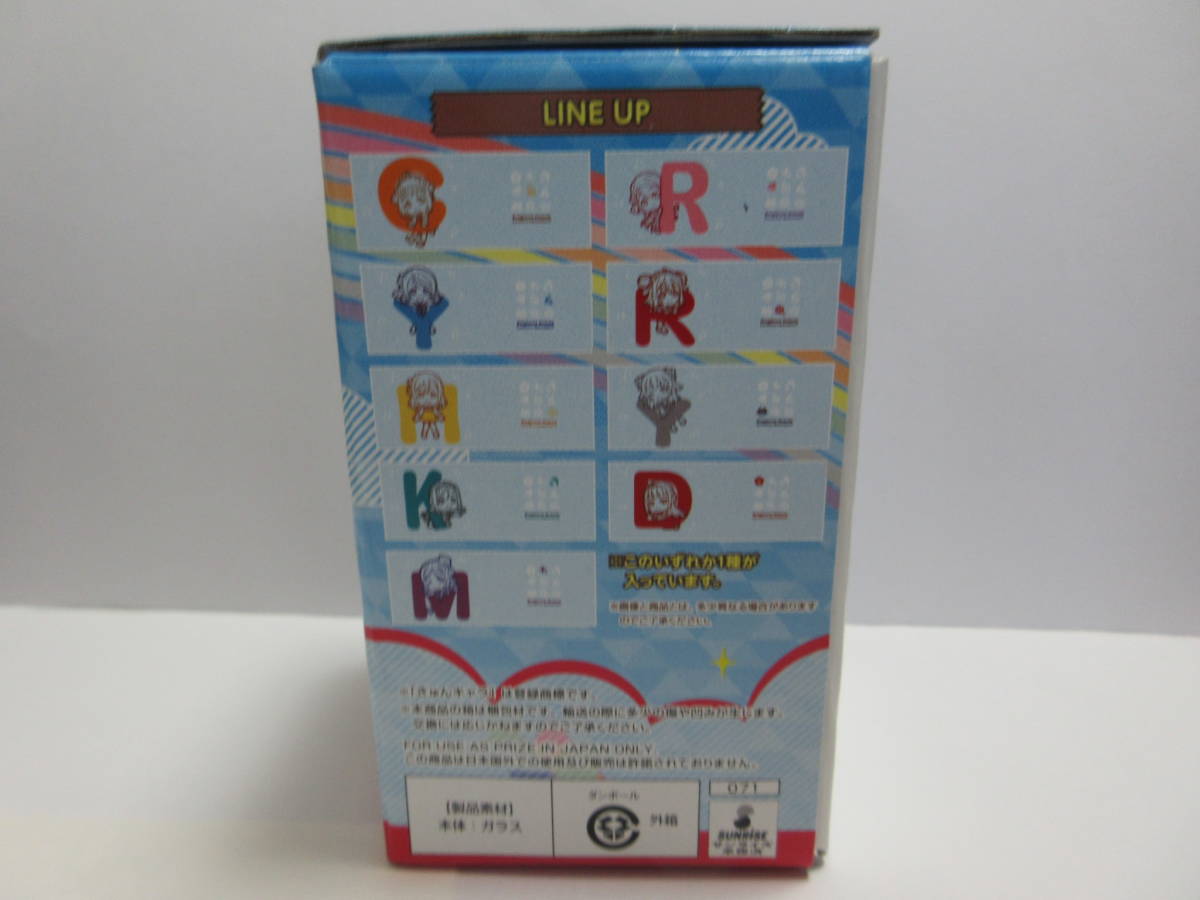 LINE UP
C
R
Y
R
H
Y
K
D
M
※このいずれか1種が
入っています。
※画像と商品とは、多少異なる場合があります
のでご了承ください。
※「きゅんキャラ」は登録商標です。
※本商品の箱は梱包材です。輸送の際に多少の傷や凹みが生じます。
交換には応じかねますのでご了承ください。
FOR USE AS PRIZE IN JAPAN ONLY.
この商品は日本国外での使用及び販売は許諾されておりません。
【製品素材】
本体：ガラス
ダンボール
外箱
071
SUNRISE
サンライズ